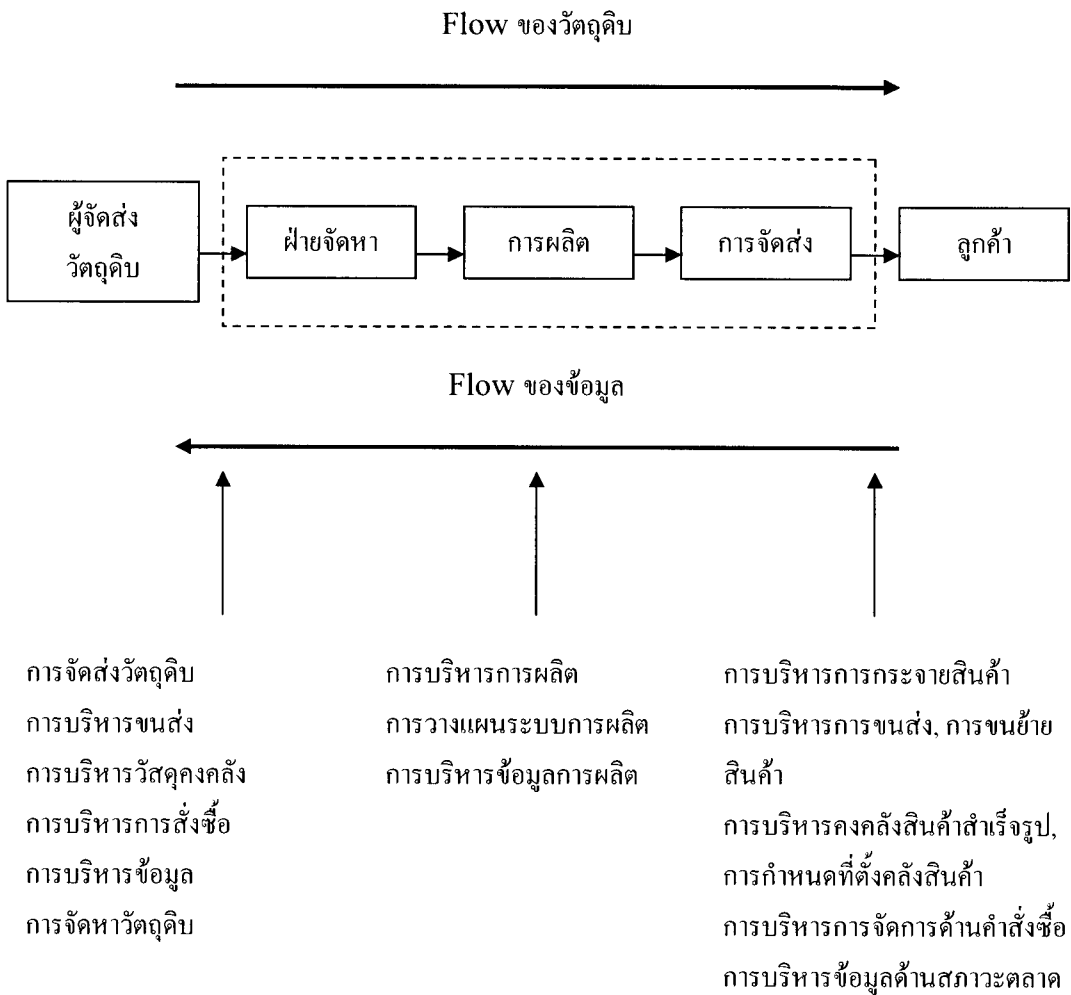 Flow ของวัตถุดิบ
ผู้จัดส่ง
วัตถุดิบ
ฝ่ายจัดหา
การผลิต
การจัดส่ง
ลูกค้า
Flow ของข้อมูล
การจัดส่งวัตถุดิบ
การบริหารขนส่ง
การบริหารวัสดุคงคลัง
การบริหารการสั่งซื้อ
การบริหารข้อมูล
การจัดหาวัตถุดิบ
การบริหารการผลิต
การวางแผนระบบการผลิต
การบริหารข้อมูลการผลิต
การบริหารการกระจายสินค้า
การบริหารการขนส่ง, การขนย้าย
สินค้า
การบริหารคงคลังสินค้าสำเร็จรูป,
การกำหนดที่ตั้งคลังสินค้า
การบริหารการจัดการด้านคำสั่งซื้อ
การบริหารข้อมูลด้านสภาวะตลาด